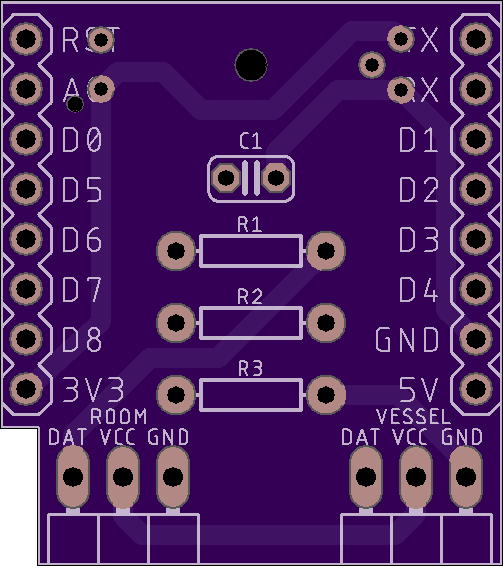 RST TX
A0 RX
D0 C1 D1
D5 D2
D6 R1 D3
D7 R2 D4
D8 GND
3V3 R3 5V
ROOM VESSEL
DAT VCC GND DAT VCC GND